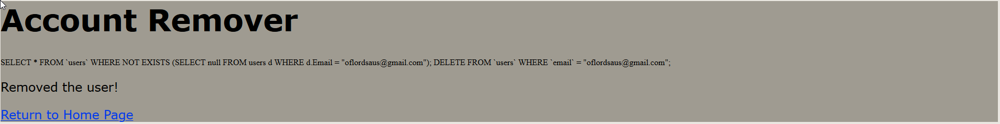 Account Remover
SELECT * FROM `users` WHERE NOT EXISTS (SELECT null FROM users d WHERE d.Email = "oflordsaus@gmail.com"); DELETE FROM `users` WHERE `email` = "oflordsaus@gmail.com";
Removed the user!
Return to Home Page